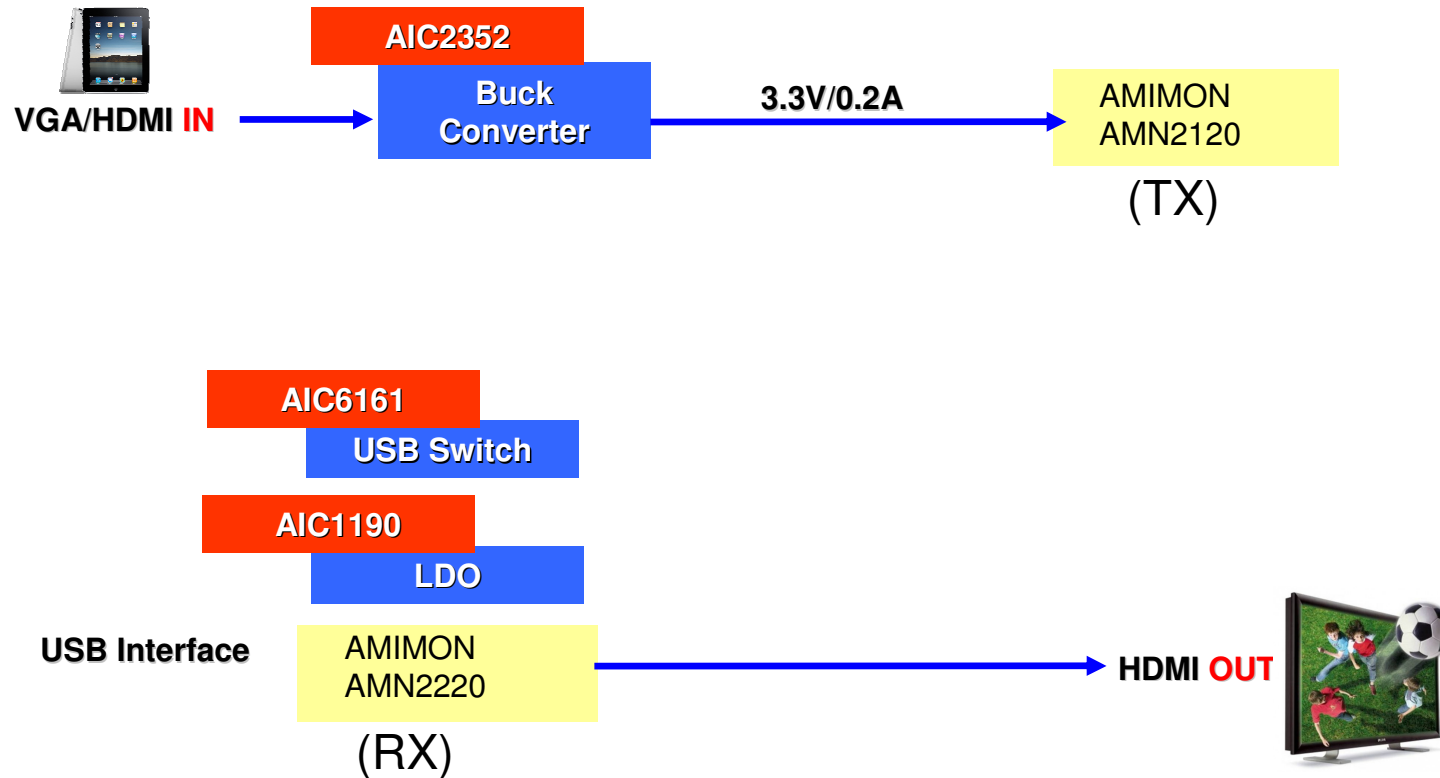 AIC2352
Buck
Converter
VGA/HDMI IN
3.3V/0.2A
AMIMON
AMN2120
(TX)
AIC6161
USB Switch
AIC1190
LDO
USB Interface
AMIMON
AMN2220
(RX)
HDMI OUT